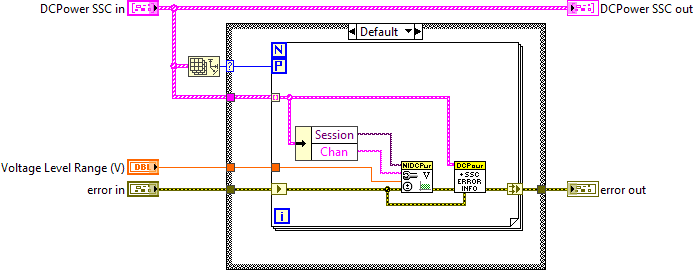 DCPower SSC in
DCPower SSC out
Default
N
P
?
Session
Chan
NIDCPwr
V
DCPowr
+SSC
ERROR
INFO
Voltage Level Range (V)
DBL
error in
error out
i